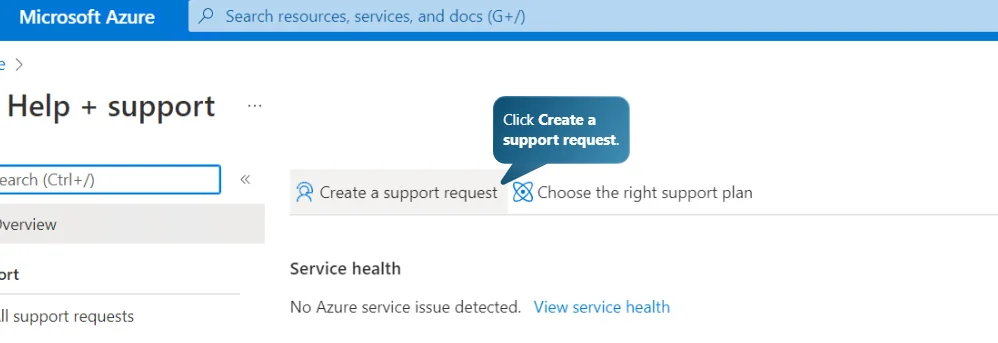 Microsoft Azure
Search resources, services, and docs (G+/)
e >
Help + support ...
Click Create a
support request.
earch (Ctrl+/) «
Create a support request
Choose the right support plan
Overview
Service health
ort
No Azure service issue detected. View service health
ll support requests